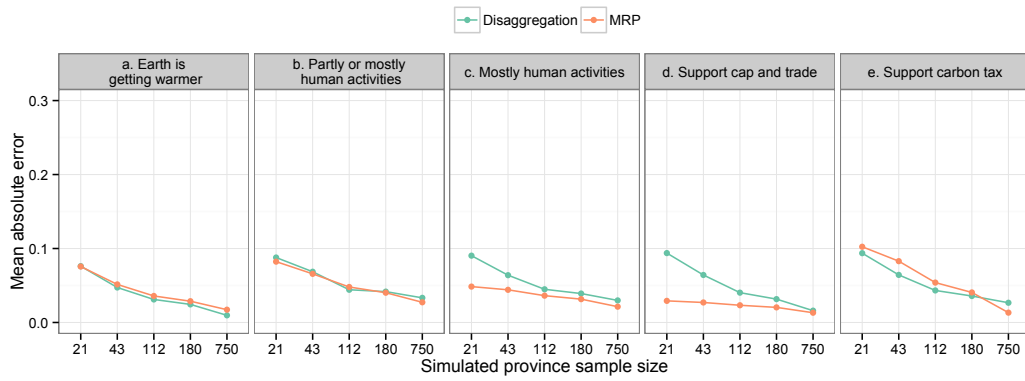 Disaggregation MRP
a. Earth is
getting warmer
b. Partly or mostly
human activities
c. Mostly human activities
d. Support cap and trade
e. Support carbon tax
Mean absolute error
0.3
0.2
0.1
0.0
21 43 112 180 750
21 43 112 180 750
21 43 112 180 750
21 43 112 180 750
21 43 112 180 750
Simulated province sample size